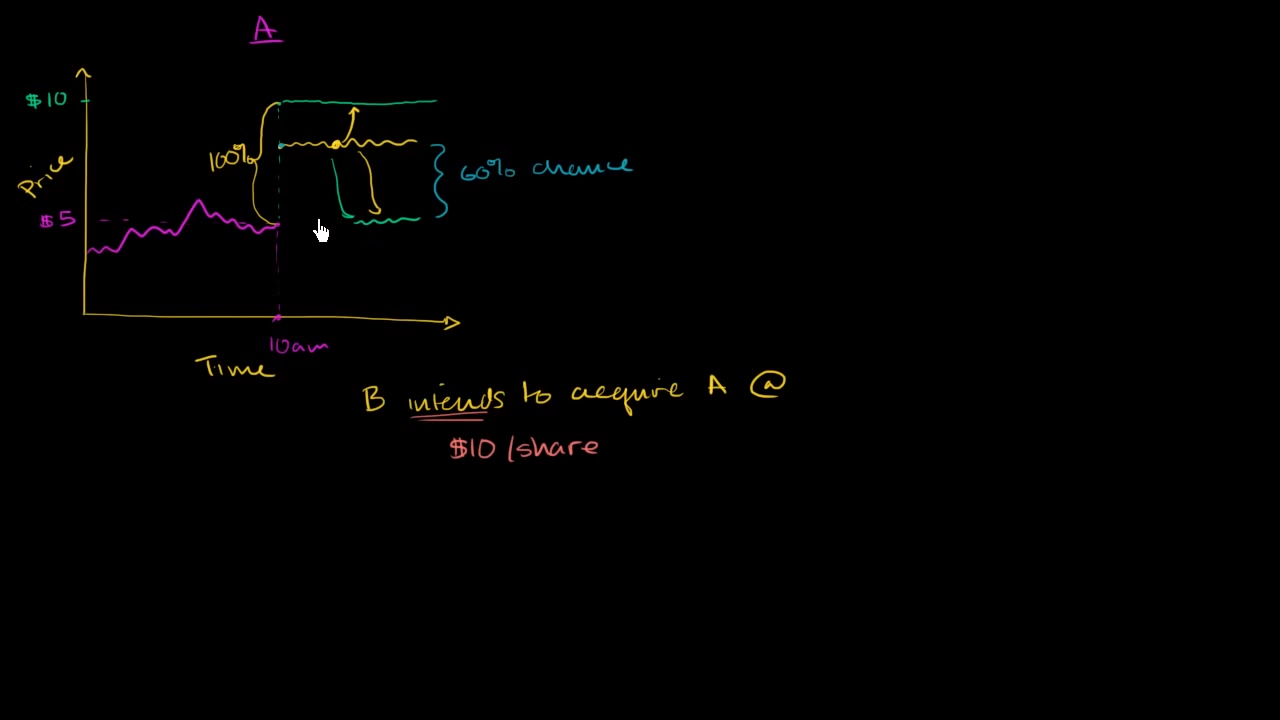 A
$10
Price
100%
60% chance
$5
10am
Time
B intends to acquire A @
$10/share